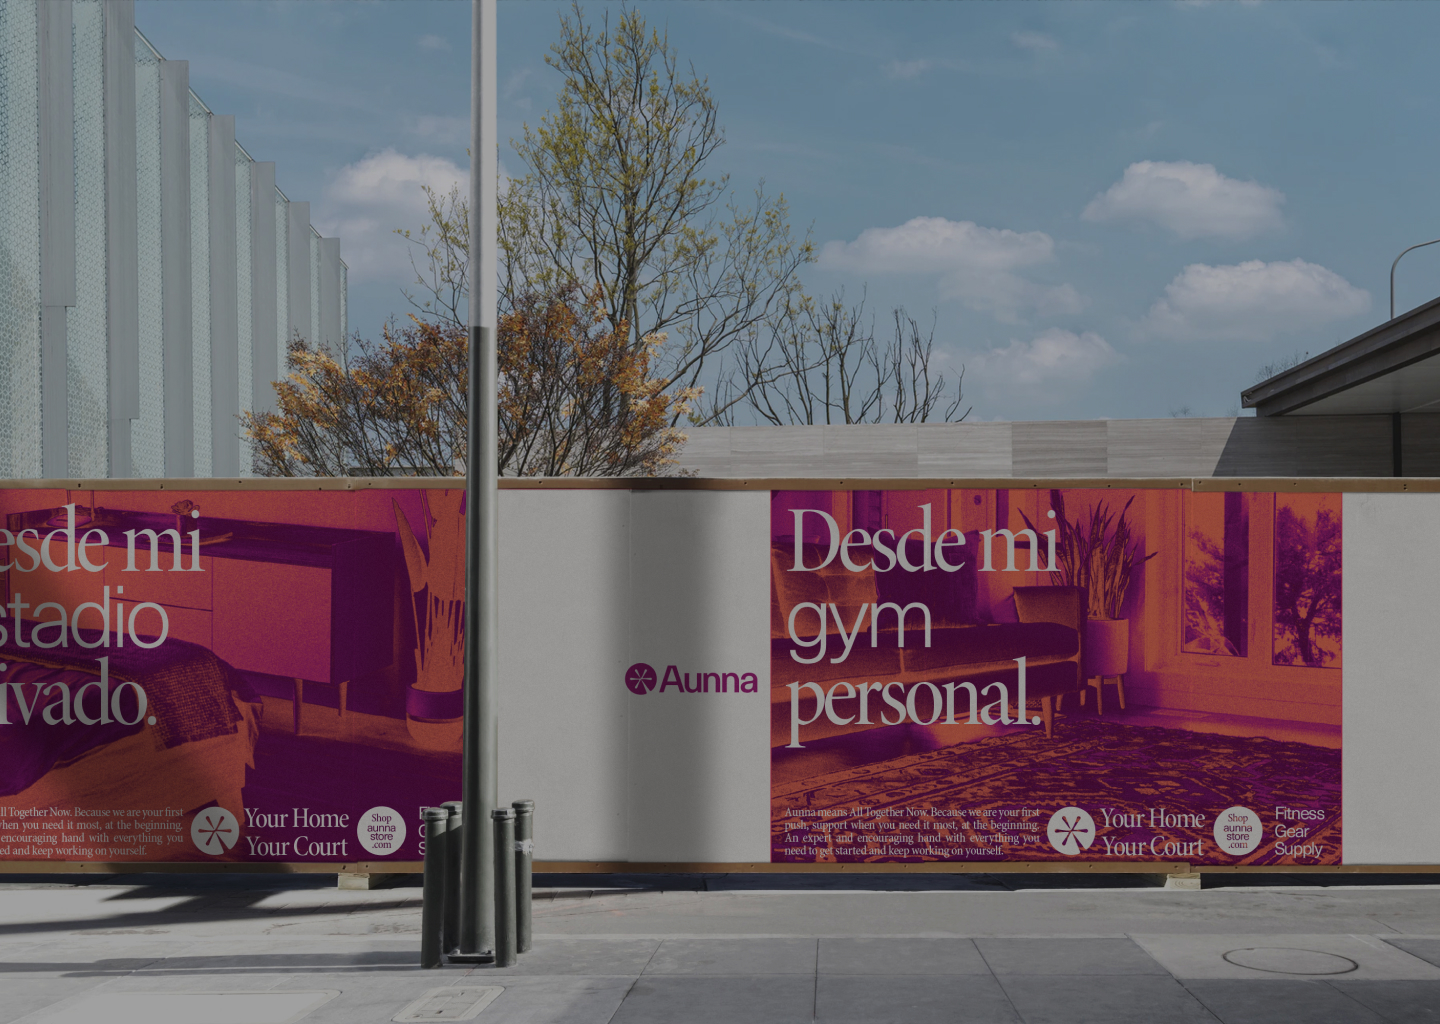 esde mi
stadio
ivado.
ll Together Now. Because we are your first
hen you need it most, at the beginning.
encouraging hand with everything you
ed and keep working on yourself.
Your Home
Your Court
Shop
aunna
store
.com
Aunna
Desde mi
gym
personal.
Aunna means All Together Now. Because we are your first
push, support when you need it most, at the beginning.
An expert and encouraging hand with everything you
need to get started and keep working on yourself.
Your Home
Your Court
Shop
aunna
store
.com
Fitness
Gear
Supply